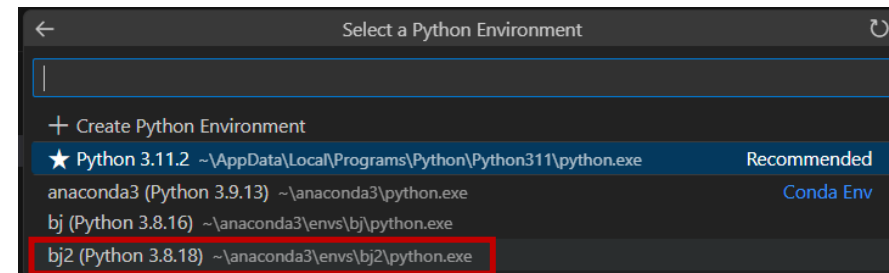 Select a Python Environment
Create Python Environment
Python 3.11.2 ~\AppData\Local\Programs\Python\Python311\python.exe Recommended
anaconda3 (Python 3.9.13) ~\anaconda3\python.exe Conda Env
bj (Python 3.8.16) ~\anaconda3\envs\bj\python.exe
bj2 (Python 3.8.18) ~\anaconda3\envs\bj2\python.exe